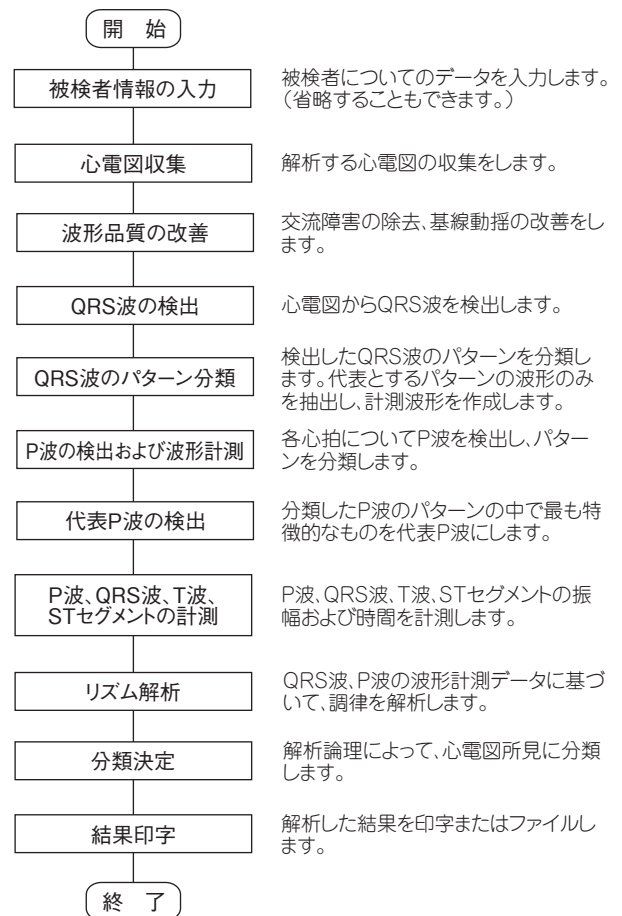 開　始
被検者情報の入力
被検者についてのデータを入力します。
（省略することもできます。）
心電図収集
解析する心電図の収集をします。
波形品質の改善
交流障害の除去、基線動揺の改善をし
ます。
QRS波の検出
心電図からQRS波を検出します。
QRS波のパターン分類
検出したQRS波のパターンを分類し
ます。代表とするパターンの波形のみ
を抽出し、計測波形を作成します。
P波の検出および波形計測
各心拍についてP波を検出し、パター
ンを分類します。
代表P波の検出
分類したP波のパターンの中で最も特
徴的なものを代表P波にします。
P波、QRS波、T波、
STセグメントの計測
P波、QRS波、T波、STセグメントの振
幅および時間を計測します。
リズム解析
QRS波、P波の波形計測データに基づ
いて、調律を解析します。
分類決定
解析論理によって、心電図所見に分類
します。
結果印字
解析した結果を印字またはファイルし
ます。
終　了